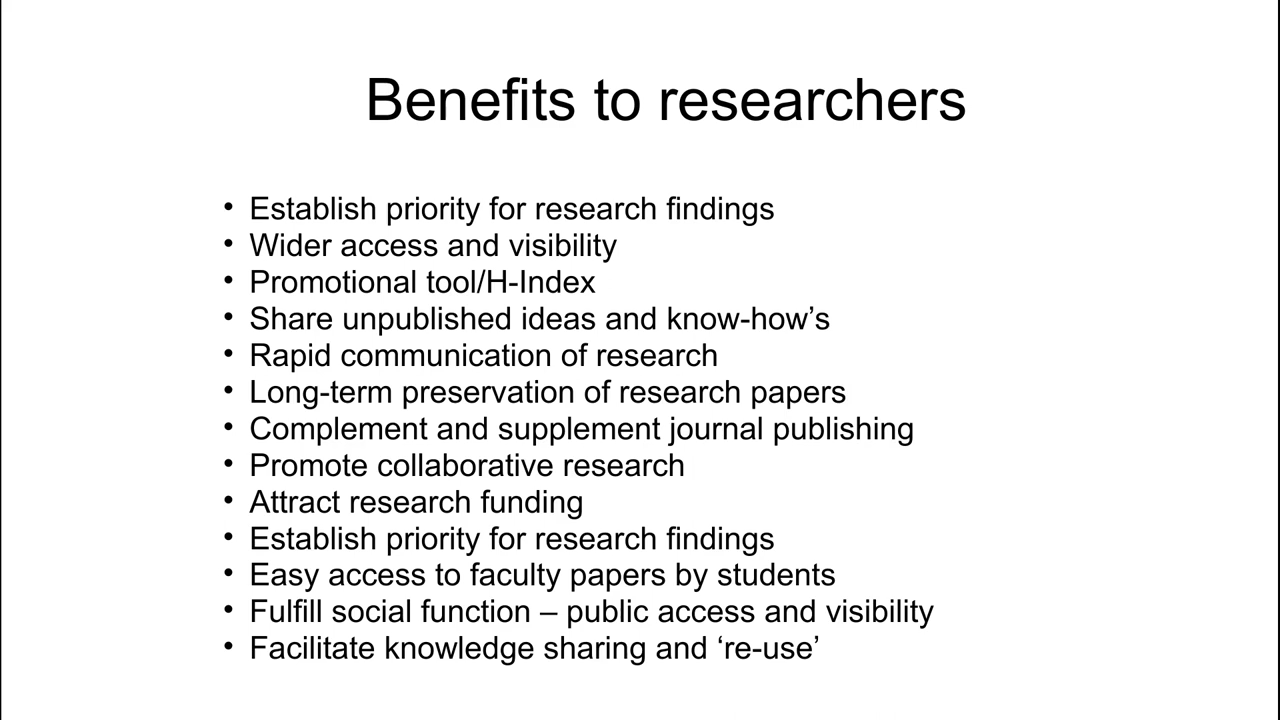 Benefits to researchers
• Establish priority for research findings
• Wider access and visibility
• Promotional tool/H-Index
• Share unpublished ideas and know-how’s
• Rapid communication of research
• Long-term preservation of research papers
• Complement and supplement journal publishing
• Promote collaborative research
• Attract research funding
• Establish priority for research findings
• Easy access to faculty papers by students
• Fulfill social function – public access and visibility
• Facilitate knowledge sharing and ‘re-use’